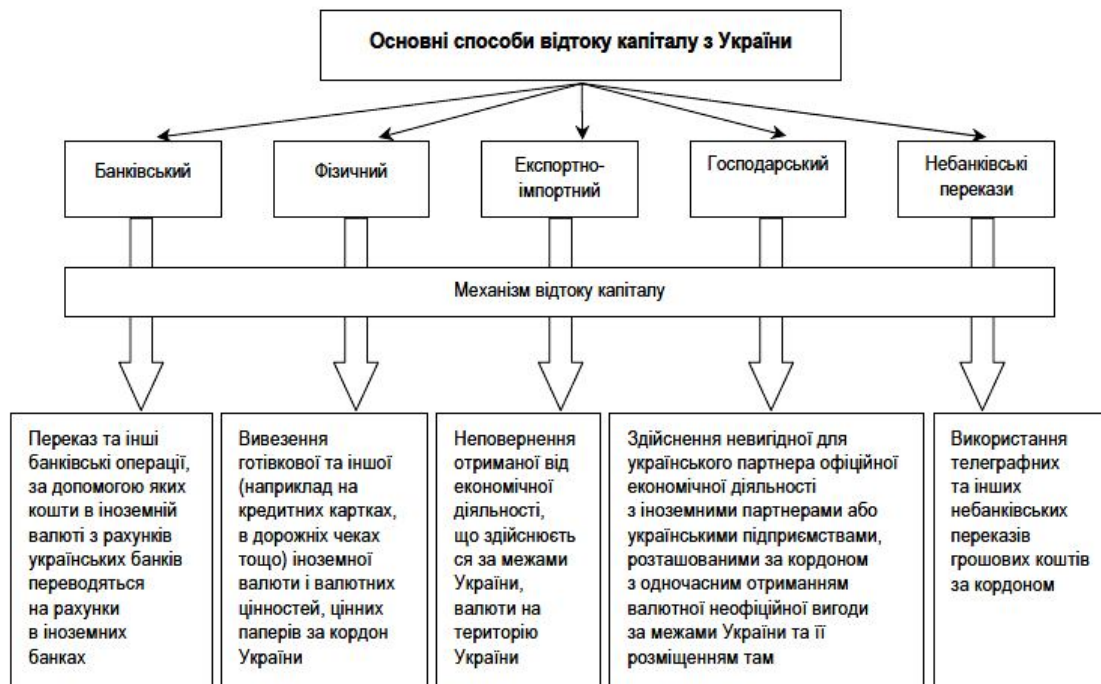 Основні способи відтоку капіталу з України
Банківський
Фізичний
Експортно-
імпортний
Господарський
Небанківські
перекази
Механізм відтоку капіталу
Переказ та інші
банківські операції,
за допомогою яких
кошти в іноземній
валюті з рахунків
українських банків
переводяться
на рахунки
в іноземних
банках
Вивезення
готівкової та іншої
(наприклад на
кредитних картках,
в дорожніх чеках
тощо) іноземної
валюти і валютних
цінностей, цінних
паперів за кордон
України
Неповернення
отриманої від
економічної
діяльності,
що здійснюєть
ся за межами
України,
валюти на
територію
України
Здійснення невигідної для
українського партнера офіційної
економічної діяльності
з іноземними партнерами або
українськими підприємствами,
розташованими за кордоном
з одночасним отриманням
валютної неофіційної вигоди
за межами України та її
розміщенням там
Використання
телеграфних
та інших
небанківських
переказів
грошових коштів
за кордоном